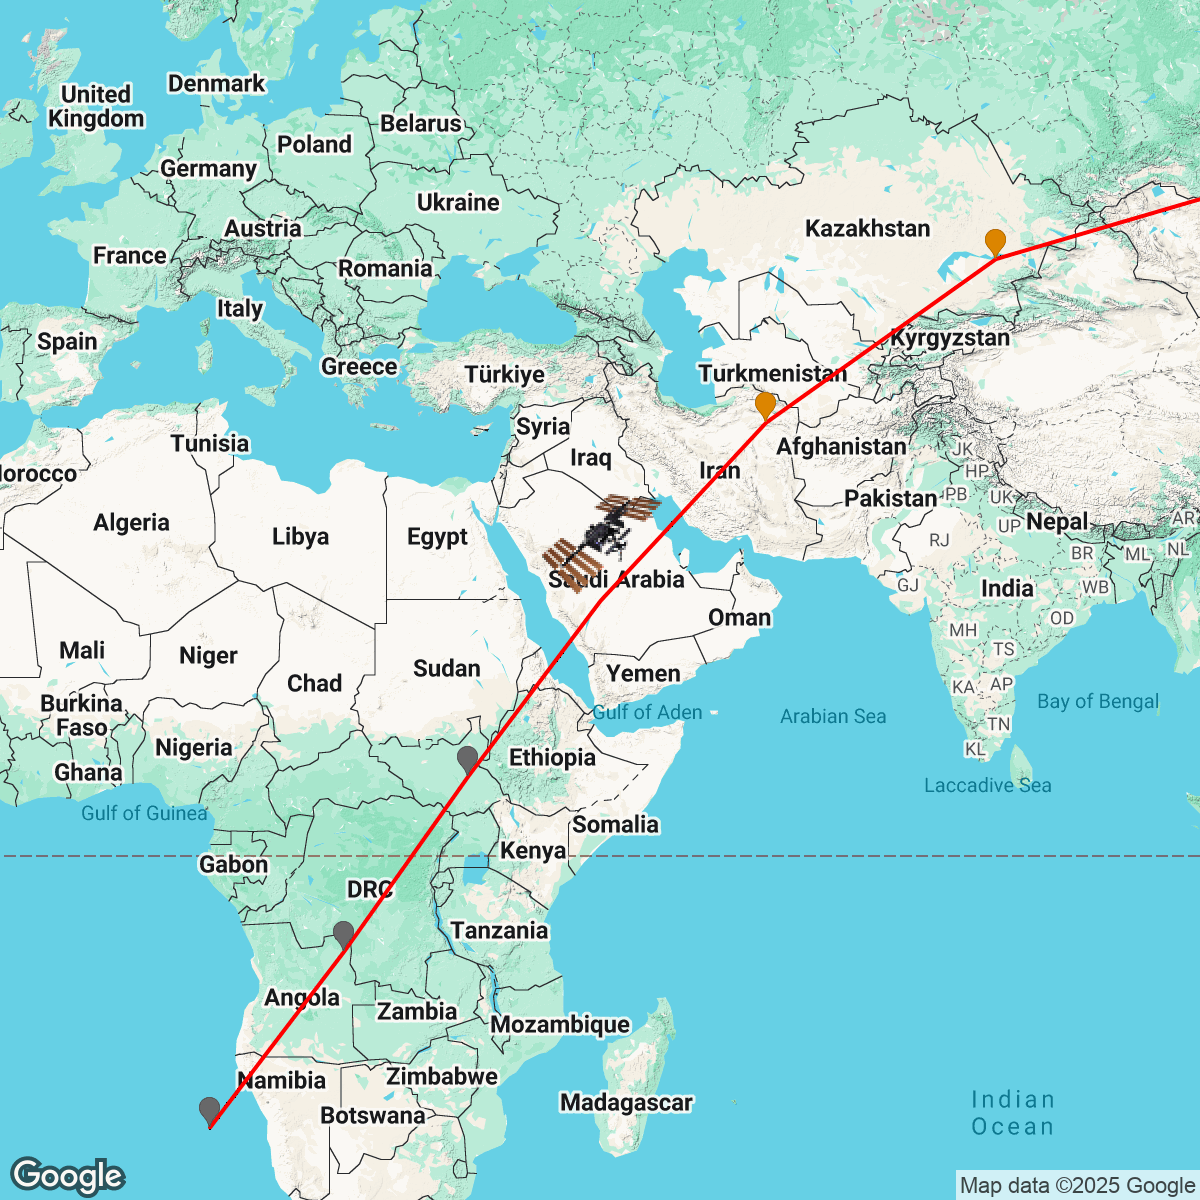 Denmark
United
Kingdom
Belarus
Poland
Germany
Ukraine
Austria
Kazakhstan
France
Romania
Italy
Kyrgyzstan
Spain
Greece
Türkiye
Turkmenistan
Syria
Tunisia
Afghanistan
JK
Iraq
Iran
HP
orocco
Pakistan
PB
UK
Algeria
Libya
Egypt
UP
Nepal
AR
RJ
BR
ML
NL
Saudi Arabia
GJ
India
WB
Oman
OD
MH
Mali
Niger
Sudan
TS
Chad
Yemen
KA
AP
Burkina
Faso
Gulf of Aden
Arabian Sea
Bay of Bengal
TN
Nigeria
Ethiopia
KL
Ghana
Laccadive Sea
Gulf of Guinea
Somalia
Gabon
Kenya
DRC
Tanzania
Angola
Zambia
Mozambique
Namibia
Zimbabwe
Botswana
Madagascar
Indian
Ocean
Google
Map data ©2025 Google